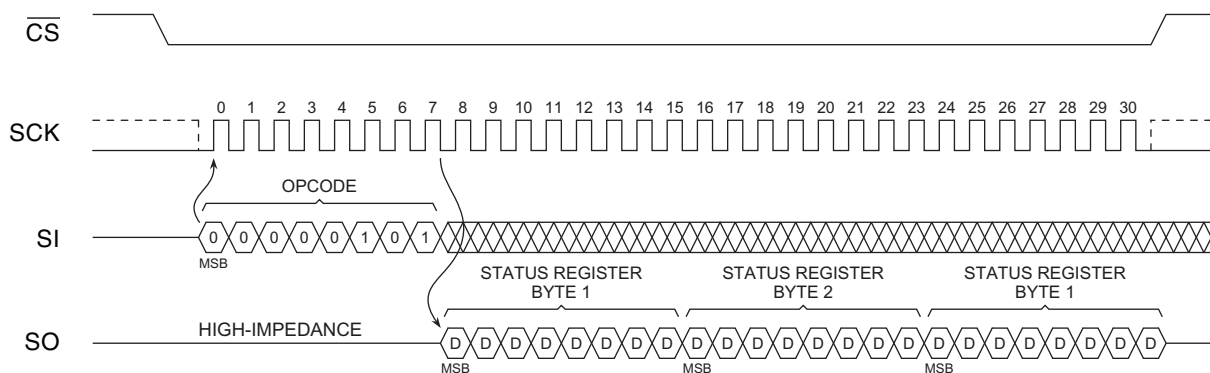 CS
SCK
0 1 2 3 4 5 6 7 8 9 10 11 12 13 14 15 16 17 18 19 20 21 22 23 24 25 26 27 28 29 30
OPCODE
SI
0 0 0 0 0 1 0 1
MSB
STATUS REGISTER
BYTE 1
STATUS REGISTER
BYTE 2
STATUS REGISTER
BYTE 1
SO
HIGH-IMPEDANCE
D D D D D D D D D D D D D D D D D D D D D D D D
MSB MSB MSB